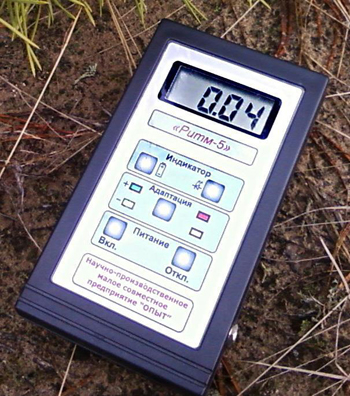 0.04
«Ритм-5»
Индикатор
+
Адаптация
−
Питание
Вкл.
Откл.
Научно-производственное
малое совместное
предприятие "ОПЫТ"